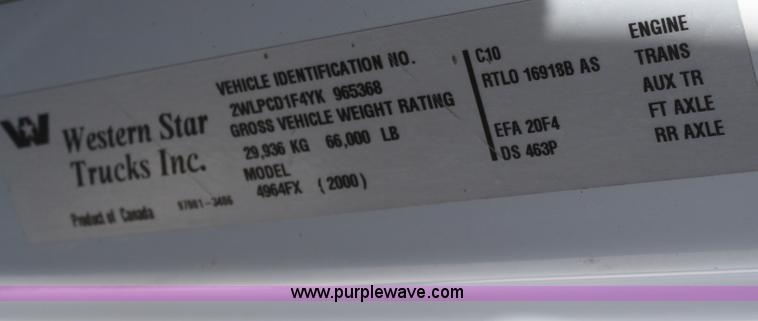 Western Star
Trucks Inc.
Product of Canada 97081-3486
VEHICLE IDENTIFICATION NO.
2WLPCD1F4YK 965368
GROSS VEHICLE WEIGHT RATING
29,936 KG 66,000 LB
MODEL
4964FX (2000)
C10 ENGINE
RTLO 16918B AS TRANS
AUX TR
EFA 20F4 FT AXLE
DS 463P RR AXLE
www.purplewave.com